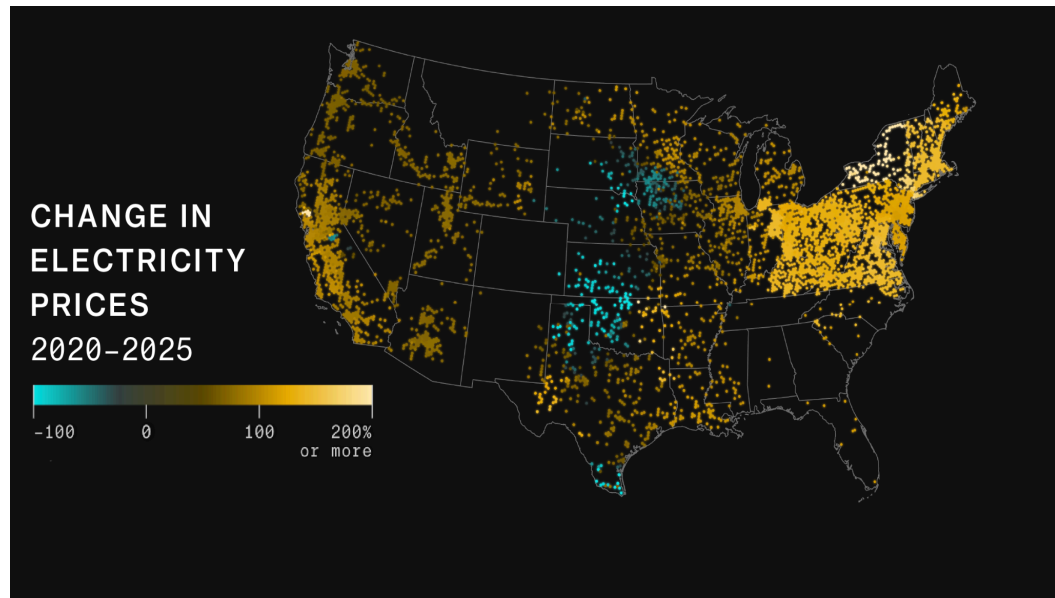 CHANGE IN
ELECTRICITY
PRICES
2020–2025
-100
0
100
200%
or more